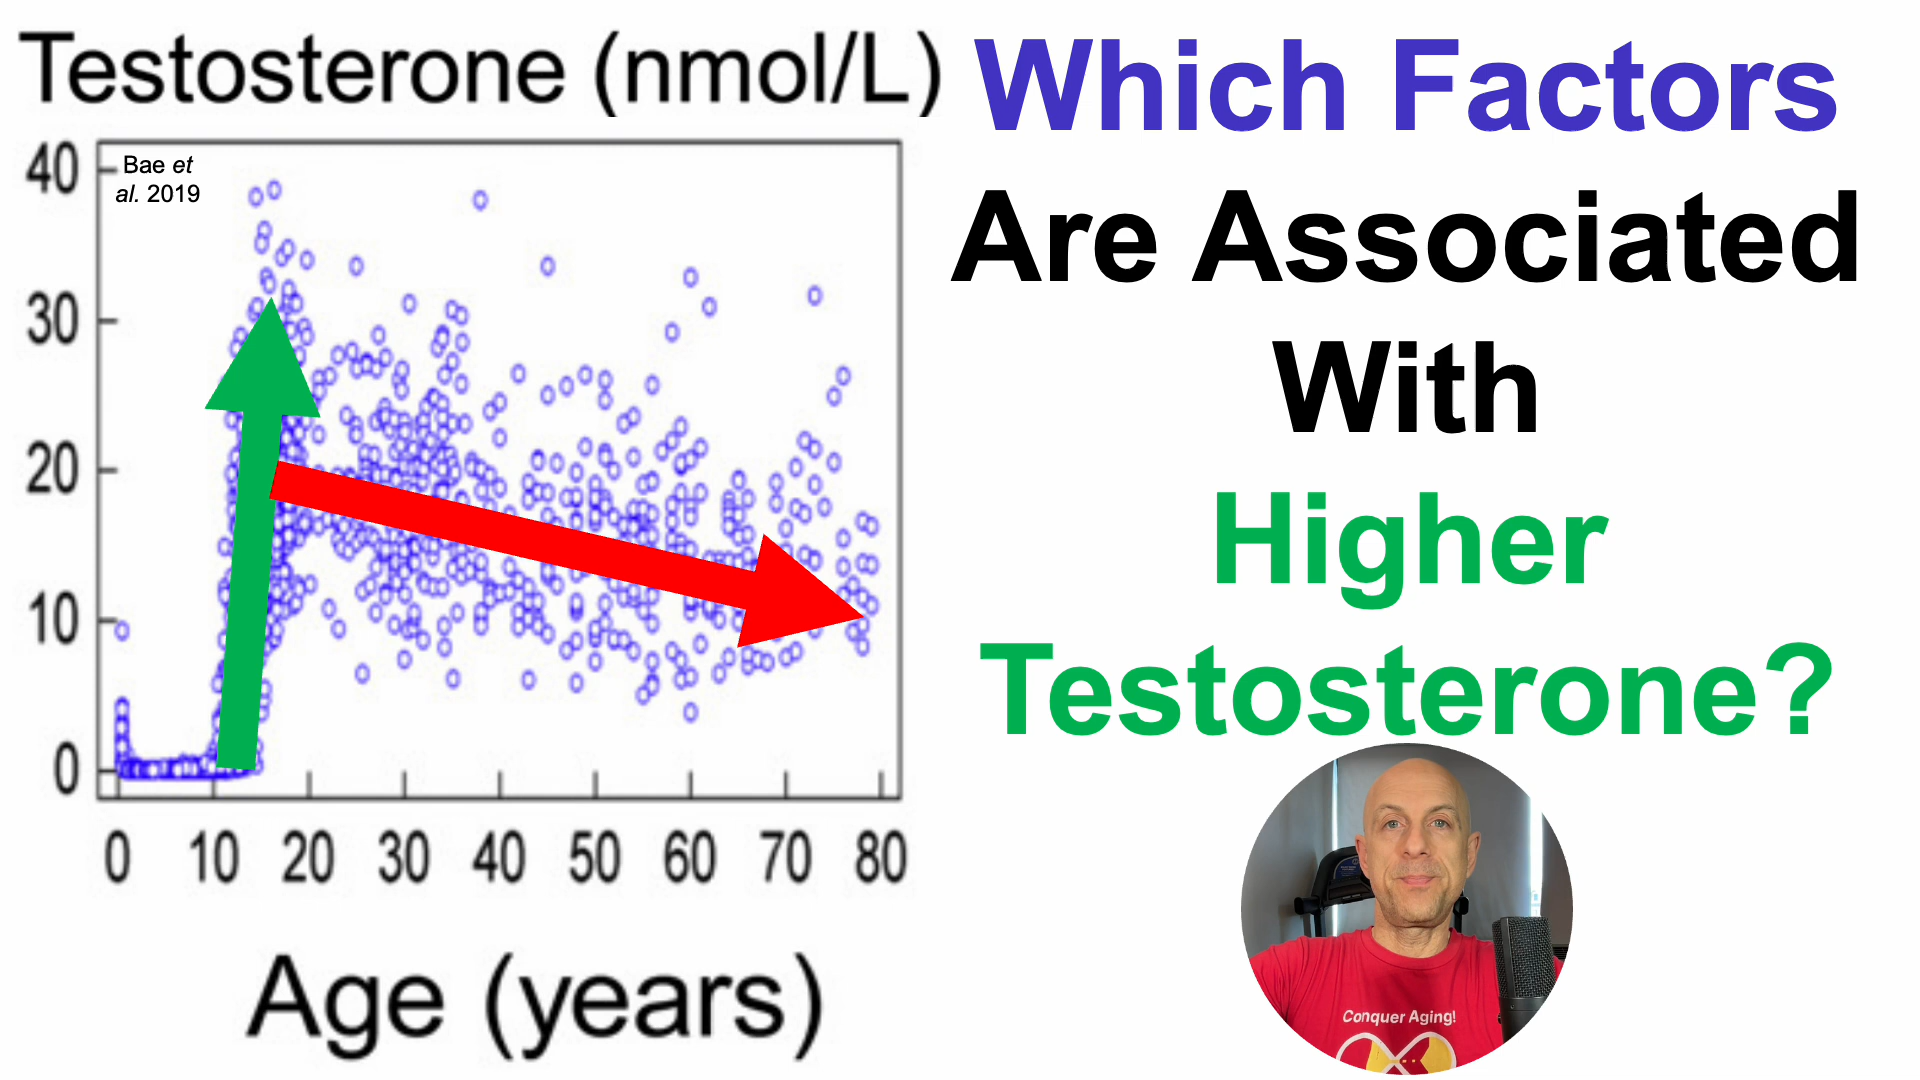 Testosterone (nmol/L)
Which Factors
Are Associated
With
Higher
Testosterone?
Bae et
al. 2019
40
30
20
10
0
0 10 20 30 40 50 60 70 80
Age (years)
Conquer Aging!